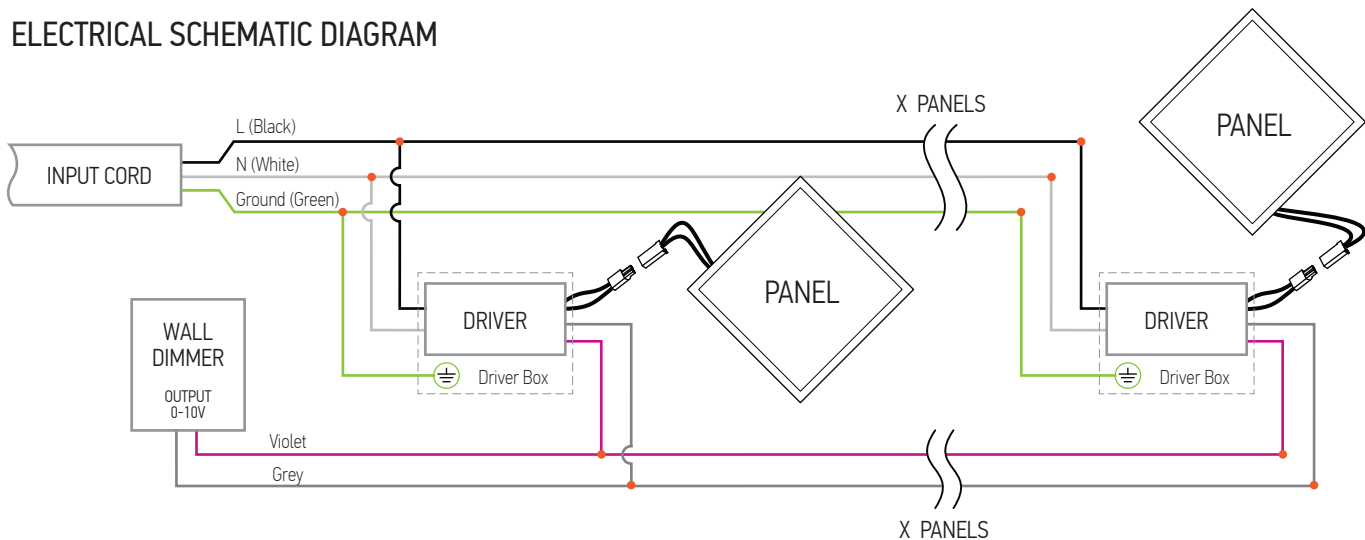 ELECTRICAL SCHEMATIC DIAGRAM
X PANELS
PANEL
L (Black)
N (White)
INPUT CORD
Ground (Green)
PANEL
DRIVER
DRIVER
WALL
DIMMER
OUTPUT
0-10V
Driver Box
Driver Box
Violet
Grey
X PANELS